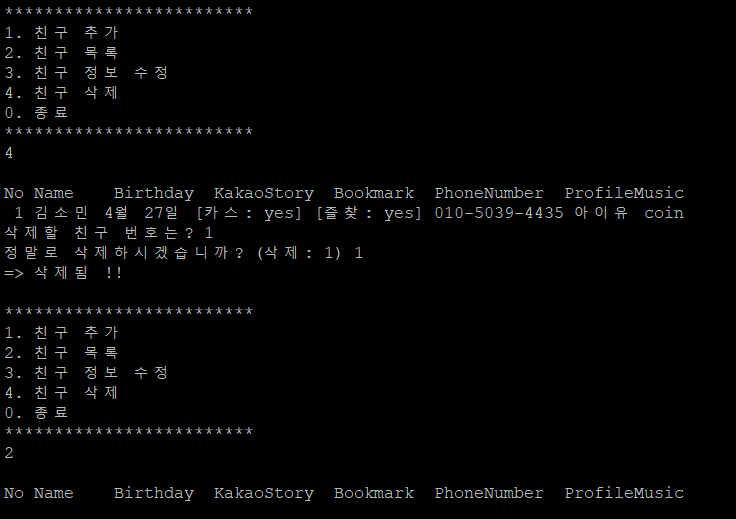 *************************
1. 친구 추가
2. 친구 목록
3. 친구 정보 수정
4. 친구 삭제
0. 종료
*************************
4
No Name    Birthday  KakaoStory  Bookmark  PhoneNumber  ProfileMusic
 1 김소민 4월 27일 [카스: yes] [즐찾: yes] 010-5039-4435 아이유 coin
삭제할 친구 번호는? 1
정말로 삭제하시겠습니까? (삭제: 1) 1
=> 삭제됨 !!
*************************
1. 친구 추가
2. 친구 목록
3. 친구 정보 수정
4. 친구 삭제
0. 종료
*************************
2
No Name    Birthday  KakaoStory  Bookmark  PhoneNumber  ProfileMusic